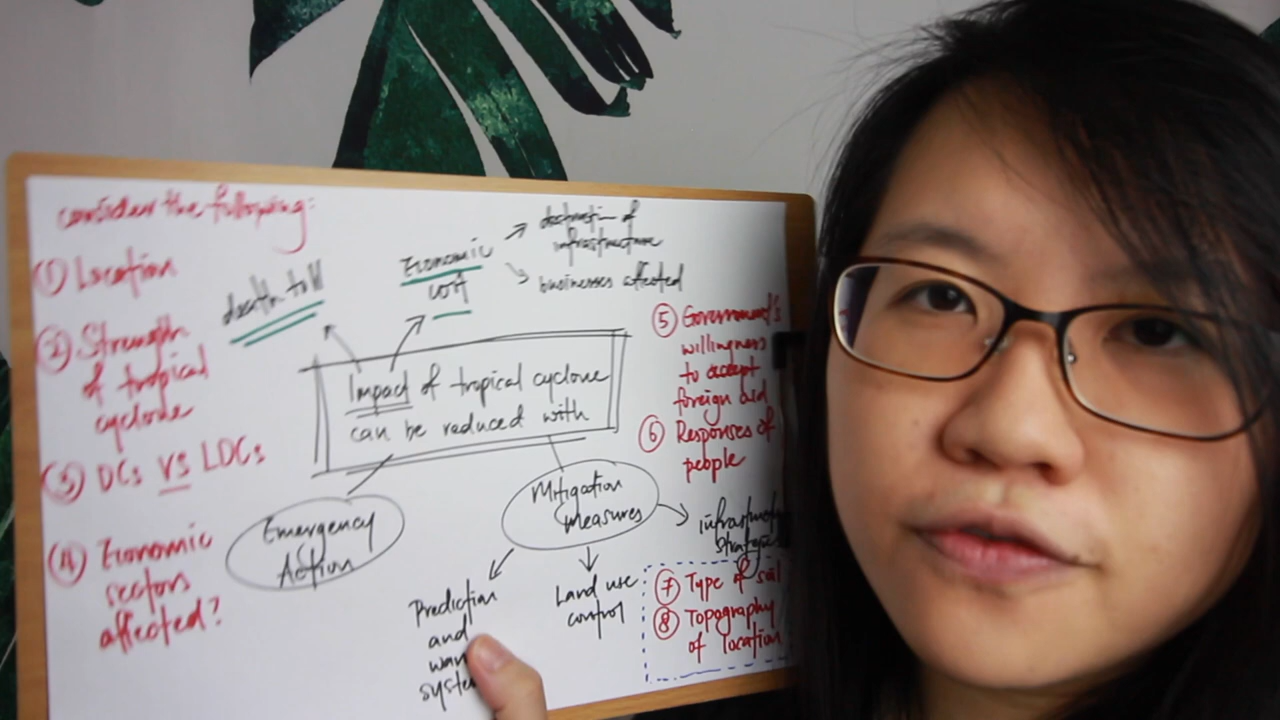 consider the following:
① Location
② Strength
of tropical
cyclone
③ DCs VS LDCs
④ Economic
sectors
affected?
death toll
Economic
cost
destruction of
infrastructure
businesses affected
Impact of tropical cyclone
can be reduced with
Emergency
Action
Mitigation
measures
Prediction
and
Land use
control
infrastructure
⑤ Government's
willingness
to accept
foreign aid
⑥ Responses of
people
⑦ Type of soil
⑧ Topography
of location